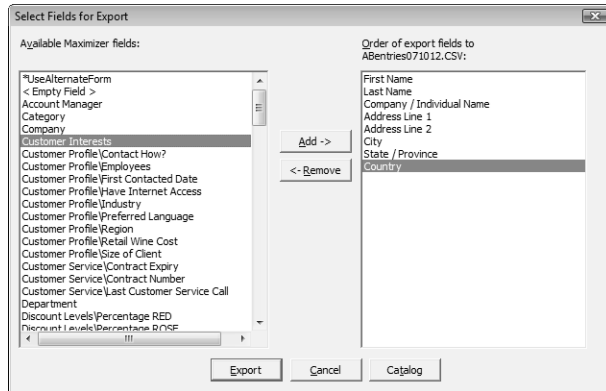 Select Fields for Export
Available Maximizer fields:
*UseAlternateForm
< Empty Field >
Account Manager
Category
Company
Customer Interests
Customer Profile\Contact How?
Customer Profile\Employees
Customer Profile\First Contacted Date
Customer Profile\Have Internet Access
Customer Profile\Industry
Customer Profile\Preferred Language
Customer Profile\Region
Customer Profile\Retail Wine Cost
Customer Profile\Size of Client
Customer Service\Contract Expiry
Customer Service\Contract Number
Customer Service\Last Customer Service Call
Department
Discount Levels\Percentage RED
Discount Levels\Percentage ROSE
Add ->
<- Remove
Order of export fields to
ABentries071012.CSV:
First Name
Last Name
Company / Individual Name
Address Line 1
Address Line 2
City
State / Province
Country
Export
Cancel
Catalog